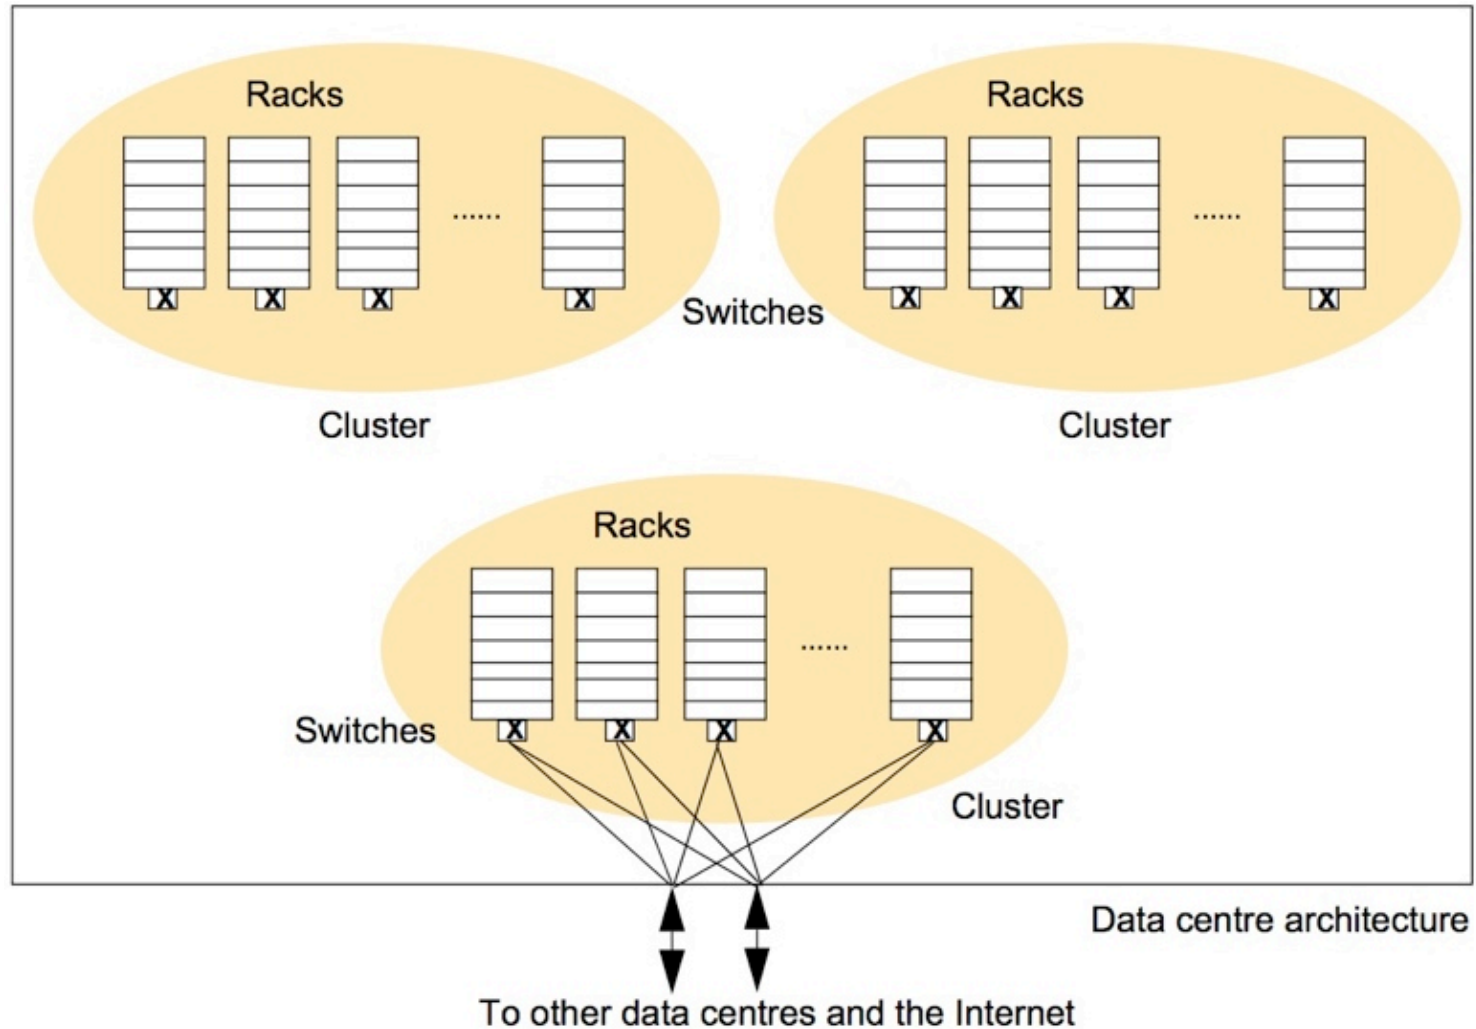 Racks
Racks
......
......
X X X X
X X X X
Switches
Cluster
Cluster
Racks
......
Switches
X X X X
Cluster
Data centre architecture
To other data centres and the Internet